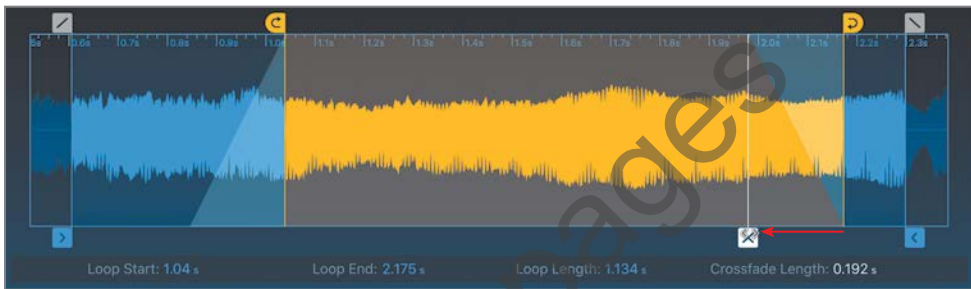 0.6s 0.7s 0.8s 0.9s 1.1s 1.2s 1.3s 1.4s 1.5s 1.6s 1.7s 1.8s 1.9s 2.0s 2.1s 2.2s 2.3s
Loop Start: 1.04 s Loop End: 2.175 s Loop Length: 1.134 s Crossfade Length: 0.192 s
ages